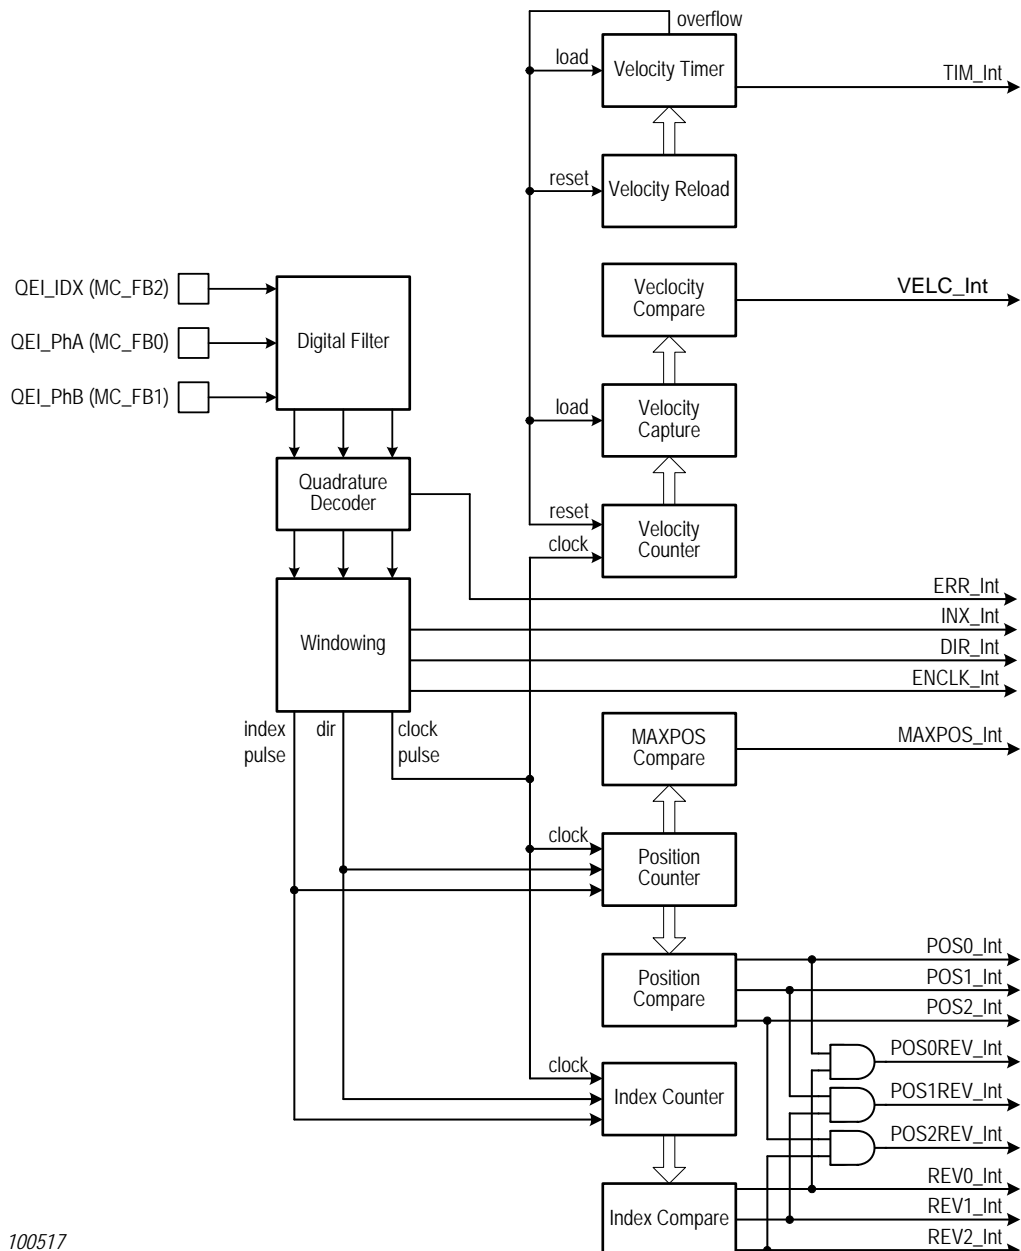 overflow
load
Velocity Timer
TIM_Int
reset
Velocity Reload
QEI_IDX (MC_FB2)
QEI_PhA (MC_FB0)
QEI_PhB (MC_FB1)
Digital Filter
Veclocity
Compare
VELC_Int
load
Velocity
Capture
Quadrature
Decoder
reset
clock
Velocity
Counter
ERR_Int
INX_Int
DIR_Int
ENCLK_Int
Windowing
index
pulse
dir
clock
pulse
MAXPOS
Compare
MAXPOS_Int
clock
Position
Counter
Position
Compare
POS0_Int
POS1_Int
POS2_Int
POS0REV_Int
POS1REV_Int
POS2REV_Int
clock
Index Counter
Index Compare
REV0_Int
REV1_Int
REV2_Int
100517